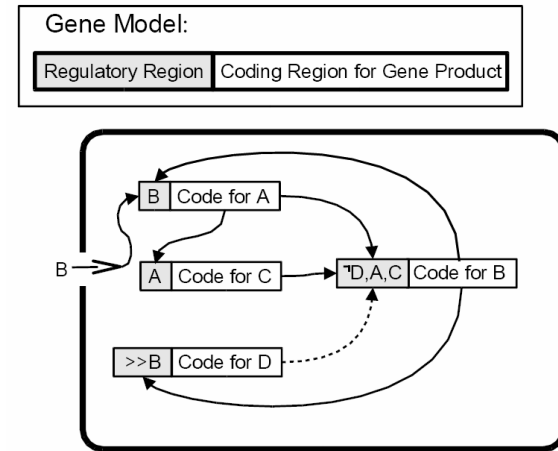 Gene Model:
Regulatory Region Coding Region for Gene Product
B Code for A
B
A Code for C
¬D,A,C Code for B
>>B Code for D